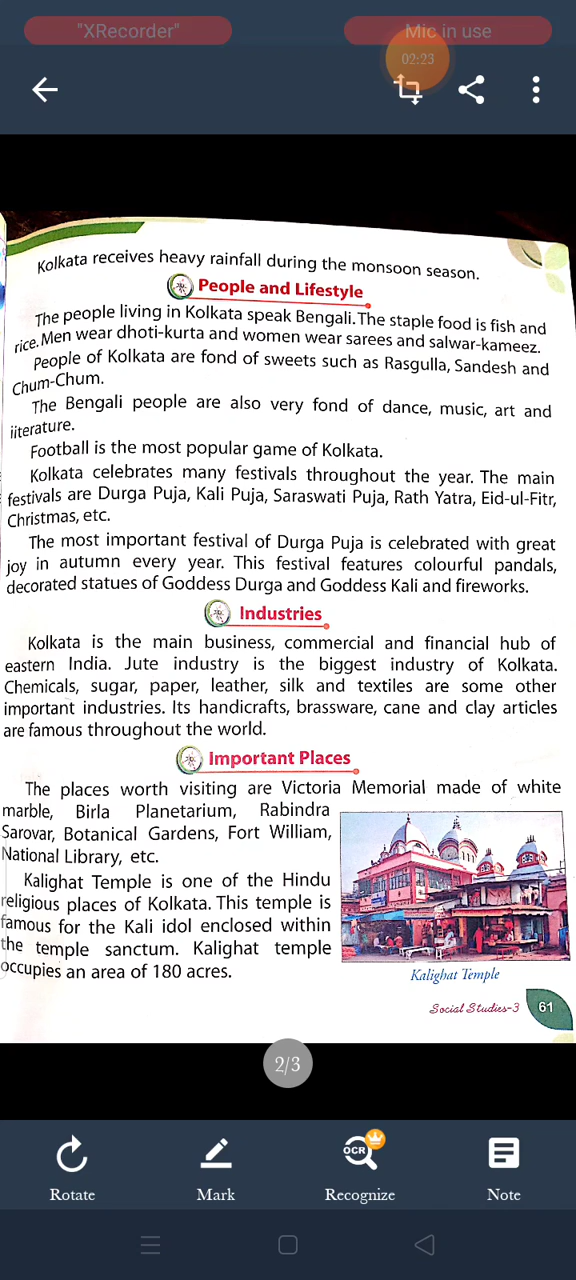 "XRecorder"
Mic in use
02:23
Kolkata receives heavy rainfall during the monsoon season.
People and Lifestyle
The people living in Kolkata speak Bengali. The staple food is fish and
rice. Men wear dhoti-kurta and women wear sarees and salwar-kameez.
People of Kolkata are fond of sweets such as Rasgulla, Sandesh and
Chum-Chum.
The Bengali people are also very fond of dance, music, art and
literature.
Football is the most popular game of Kolkata.
Kolkata celebrates many festivals throughout the year. The main
festivals are Durga Puja, Kali Puja, Saraswati Puja, Rath Yatra, Eid-ul-Fitr,
Christmas, etc.
The most important festival of Durga Puja is celebrated with great
joy in autumn every year. This festival features colourful pandals,
decorated statues of Goddess Durga and Goddess Kali and fireworks.
Industries
Kolkata is the main business, commercial and financial hub of
eastern India. Jute industry is the biggest industry of Kolkata.
Chemicals, sugar, paper, leather, silk and textiles are some other
important industries. Its handicrafts, brassware, cane and clay articles
are famous throughout the world.
Important Places
The places worth visiting are Victoria Memorial made of white
marble, Birla Planetarium, Rabindra
Sarovar, Botanical Gardens, Fort William,
National Library, etc.
Kalighat Temple is one of the Hindu
religious places of Kolkata. This temple is
famous for the Kali idol enclosed within
the temple sanctum. Kalighat temple
occupies an area of 180 acres.
Kalighat Temple
Social Studies-3 61
2/3
OCR
Rotate Mark Recognize Note